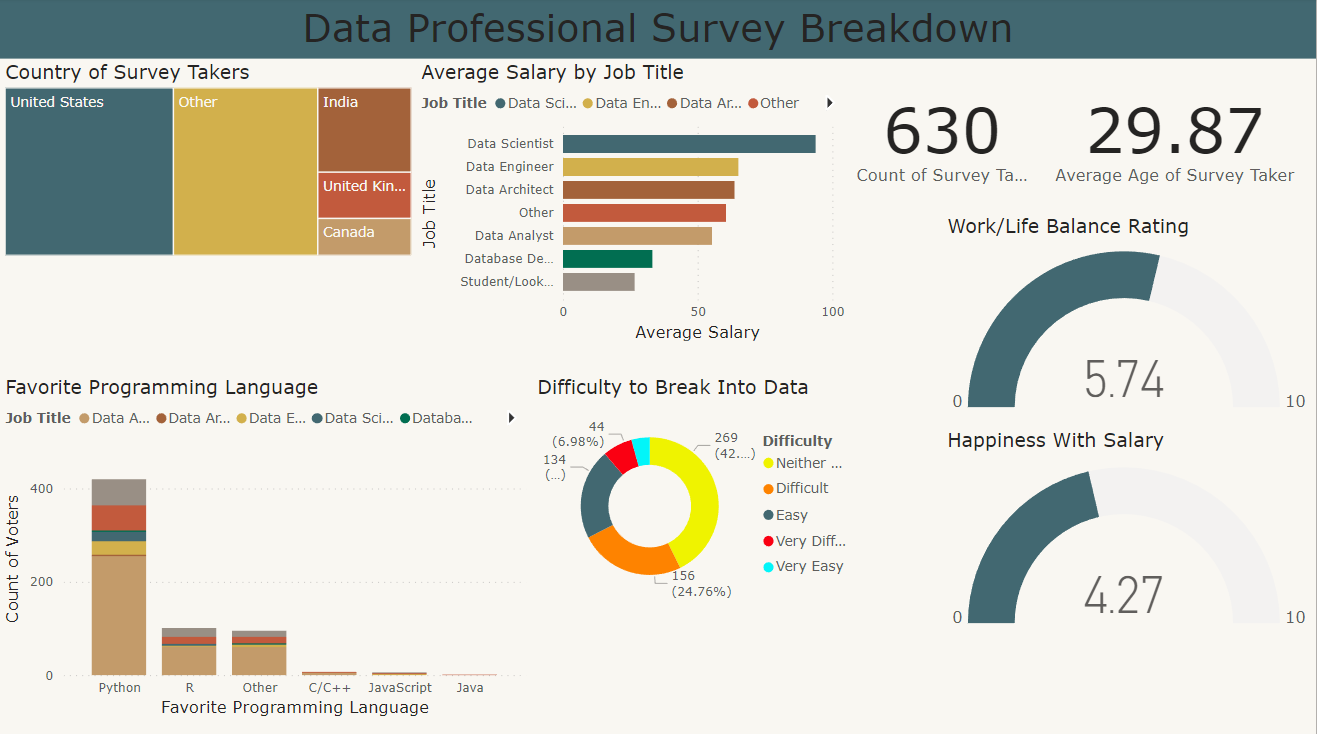 Data Professional Survey Breakdown
Country of Survey Takers
United States
Other
India
United Kin...
Canada
Average Salary by Job Title
Job Title Data Sci... Data En... Data Ar... Other
Job Title
Data Scientist
Data Engineer
Data Architect
Other
Data Analyst
Database De...
Student/Look...
0 50 100
Average Salary
630
Count of Survey Ta...
29.87
Average Age of Survey Taker
Work/Life Balance Rating
5.74
0 10
Happiness With Salary
4.27
0 10
Favorite Programming Language
Job Title Data A... Data Ar... Data E... Data Sci... Databa...
Count of Voters
400
200
0
Python R Other C/C++ JavaScript Java
Favorite Programming Language
Difficulty to Break Into Data
44
(6.98%)
134
(...)
269
(42....)
156
(24.76%)
Difficulty
Neither ...
Difficult
Easy
Very Diff...
Very Easy